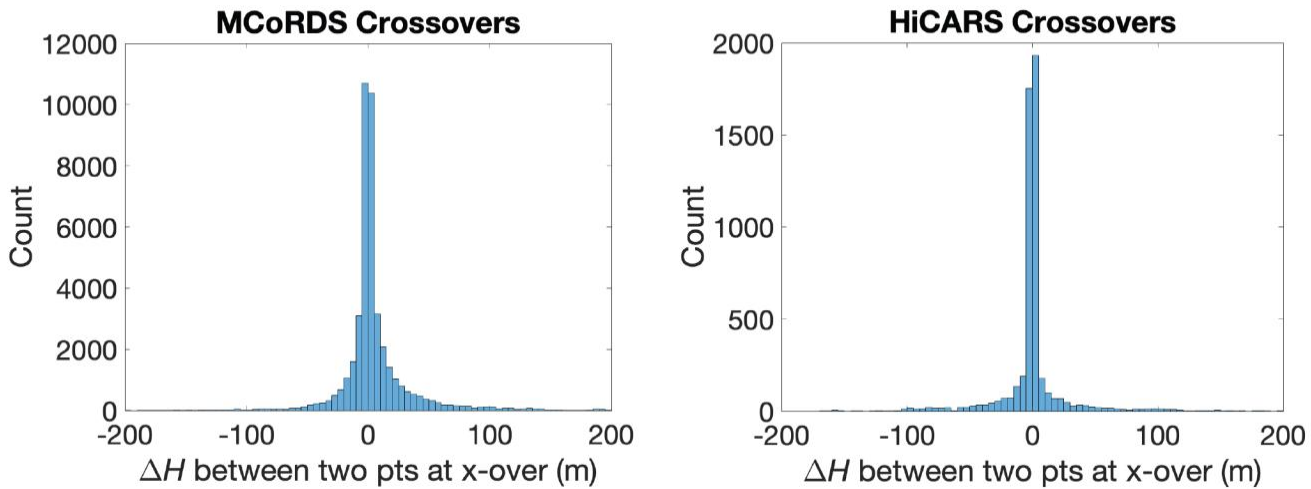 MCoRDS Crossovers
12000
10000
8000
6000
4000
2000
0
Count
-200 -100 0 100 200
ΔH between two pts at x-over (m)
HiCARS Crossovers
2000
1500
1000
500
0
Count
-200 -100 0 100 200
ΔH between two pts at x-over (m)